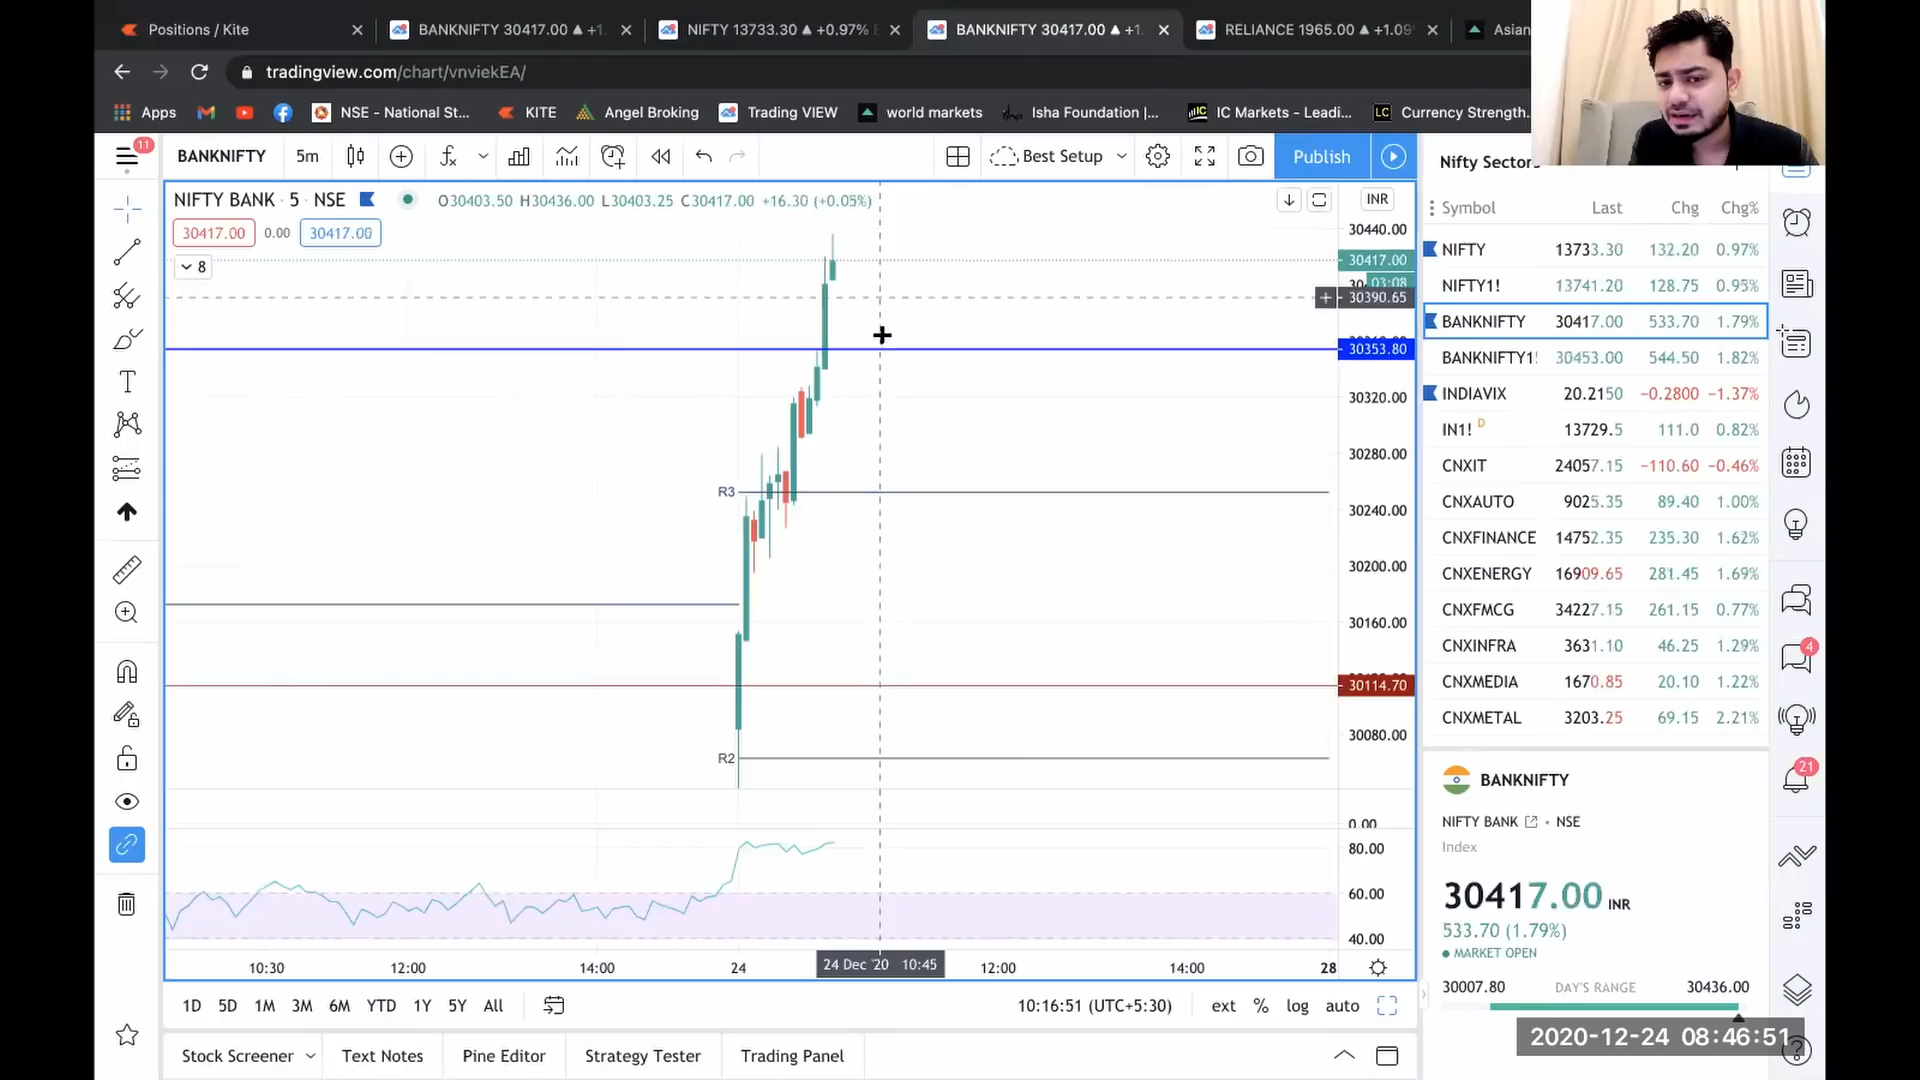 Positions / Kite
BANKNIFTY 30417.00 ▲ +1.
NIFTY 13733.30 ▲ +0.97%
BANKNIFTY 30417.00 ▲ +1.
RELIANCE 1965.00 ▲ +1.09
Asian
tradingview.com/chart/vnviekEA/
Apps
NSE - National St...
KITE
Angel Broking
Trading VIEW
world markets
Isha Foundation |...
IC Markets - Leadi...
LC
Currency Strength...
11
BANKNIFTY
5m
Best Setup
Publish
Nifty Sectors
NIFTY BANK · 5 · NSE
O30403.50 H30436.00 L30403.25 C30417.00 +16.30 (+0.05%)
INR
30417.00
0.00
30417.00
8
30440.00
30417.00
03:08
30390.65
30353.80
30320.00
30280.00
30240.00
30200.00
30160.00
30114.70
30080.00
0.00
80.00
60.00
40.00
R3
R2
10:30
12:00
14:00
24
24 Dec '20 10:45
12:00
14:00
28
1D
5D
1M
3M
6M
YTD
1Y
5Y
All
10:16:51 (UTC+5:30)
ext
%
log
auto
Stock Screener
Text Notes
Pine Editor
Strategy Tester
Trading Panel
Symbol Last Chg Chg%
NIFTY 13733.30 132.20 0.97%
NIFTY1! 13741.20 128.75 0.95%
BANKNIFTY 30417.00 533.70 1.79%
BANKNIFTY1! 30453.00 544.50 1.82%
INDIAVIX 20.2150 −0.2800 −1.37%
IN1! D 13729.5 111.0 0.82%
CNXIT 24057.15 −110.60 −0.46%
CNXAUTO 9025.35 89.40 1.00%
CNXFINANCE 14752.35 235.30 1.62%
CNXENERGY 16909.65 281.45 1.69%
CNXFMCG 34227.15 261.15 0.77%
CNXINFRA 3631.10 46.25 1.29%
CNXMEDIA 1670.85 20.10 1.22%
CNXMETAL 3203.25 69.15 2.21%
4
21
BANKNIFTY
NIFTY BANK · NSE
Index
30417.00 INR
533.70 (1.79%)
MARKET OPEN
30007.80 DAY'S RANGE 30436.00
2020-12-24 08:46:51